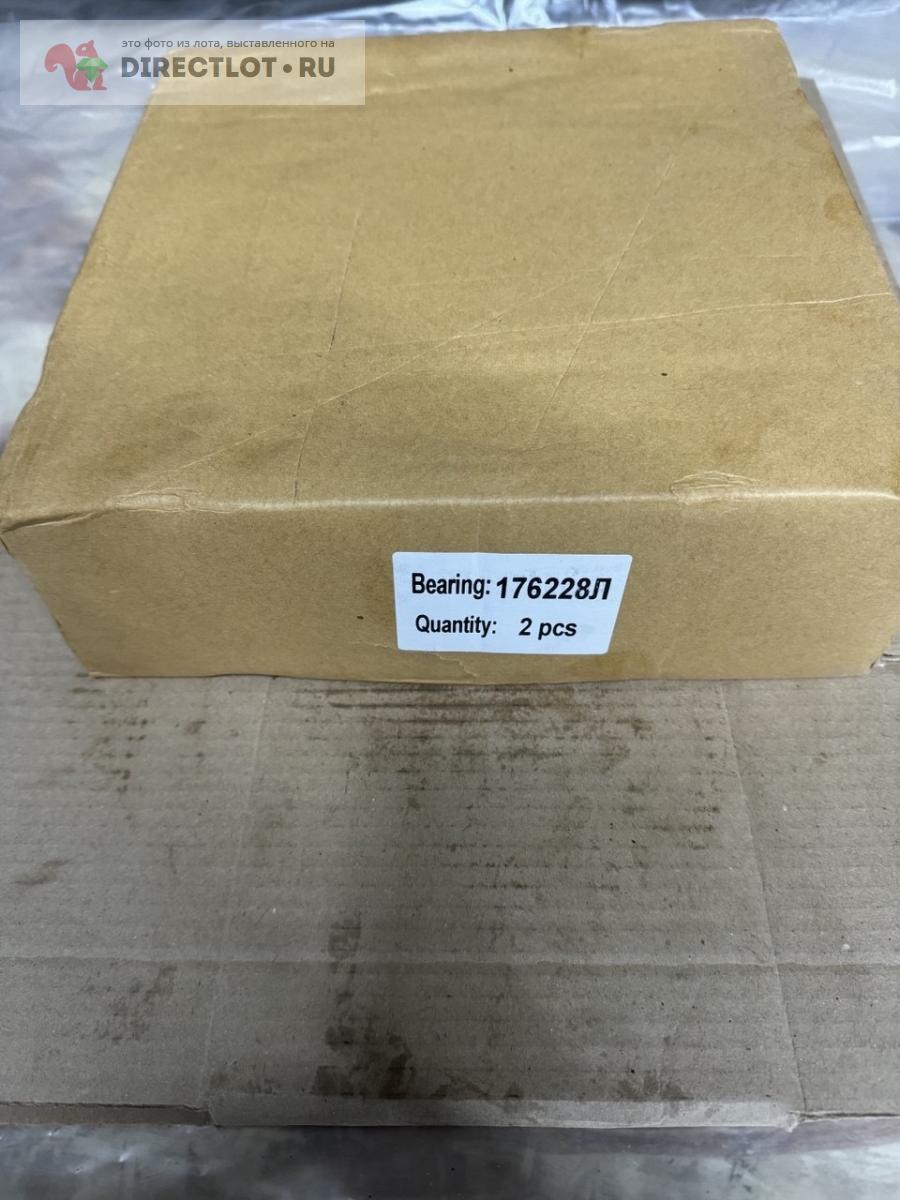 это фото из лота, выставленного на
DIRECTLOT·RU
Bearing: 176228Л
Quantity: 2 pcs